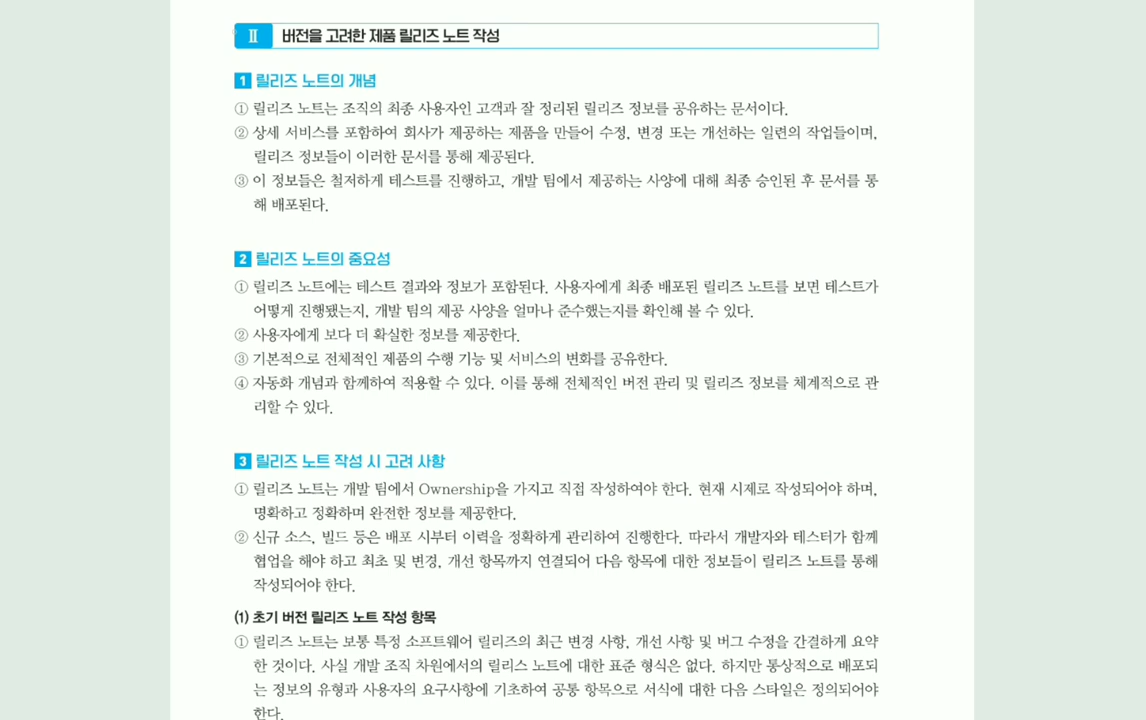 Ⅱ 버전을 고려한 제품 릴리즈 노트 작성
1 릴리즈 노트의 개념
① 릴리즈 노트는 조직의 최종 사용자인 고객과 잘 정리된 릴리즈 정보를 공유하는 문서이다.
② 상세 서비스를 포함하여 회사가 제공하는 제품을 만들어 수정, 변경 또는 개선하는 일련의 작업들이며,
릴리즈 정보들이 이러한 문서를 통해 제공된다.
③ 이 정보들은 철저하게 테스트를 진행하고, 개발 팀에서 제공하는 사양에 대해 최종 승인된 후 문서를 통
해 배포된다.
2 릴리즈 노트의 중요성
① 릴리즈 노트에는 테스트 결과와 정보가 포함된다. 사용자에게 최종 배포된 릴리즈 노트를 보면 테스트가
어떻게 진행됐는지, 개발 팀의 제공 사양을 얼마나 준수했는지를 확인해 볼 수 있다.
② 사용자에게 보다 더 확실한 정보를 제공한다.
③ 기본적으로 전체적인 제품의 수행 기능 및 서비스의 변화를 공유한다.
④ 자동화 개념과 함께하여 적용할 수 있다. 이를 통해 전체적인 버전 관리 및 릴리즈 정보를 체계적으로 관
리할 수 있다.
3 릴리즈 노트 작성 시 고려 사항
① 릴리즈 노트는 개발 팀에서 Ownership을 가지고 직접 작성하여야 한다. 현재 시제로 작성되어야 하며,
명확하고 정확하며 완전한 정보를 제공한다.
② 신규 소스, 빌드 등은 배포 시부터 이력을 정확하게 관리하여 진행한다. 따라서 개발자와 테스터가 함께
협업을 해야 하고 최초 및 변경, 개선 항목까지 연결되어 다음 항목에 대한 정보들이 릴리즈 노트를 통해
작성되어야 한다.
(1) 초기 버전 릴리즈 노트 작성 항목
① 릴리즈 노트는 보통 특정 소프트웨어 릴리즈의 최근 변경 사항, 개선 사항 및 버그 수정을 간결하게 요약
한 것이다. 사실 개발 조직 차원에서의 릴리스 노트에 대한 표준 형식은 없다. 하지만 통상적으로 배포되
는 정보의 유형과 사용자의 요구사항에 기초하여 공통 항목으로 서식에 대한 다음 스타일은 정의되어야
한다.